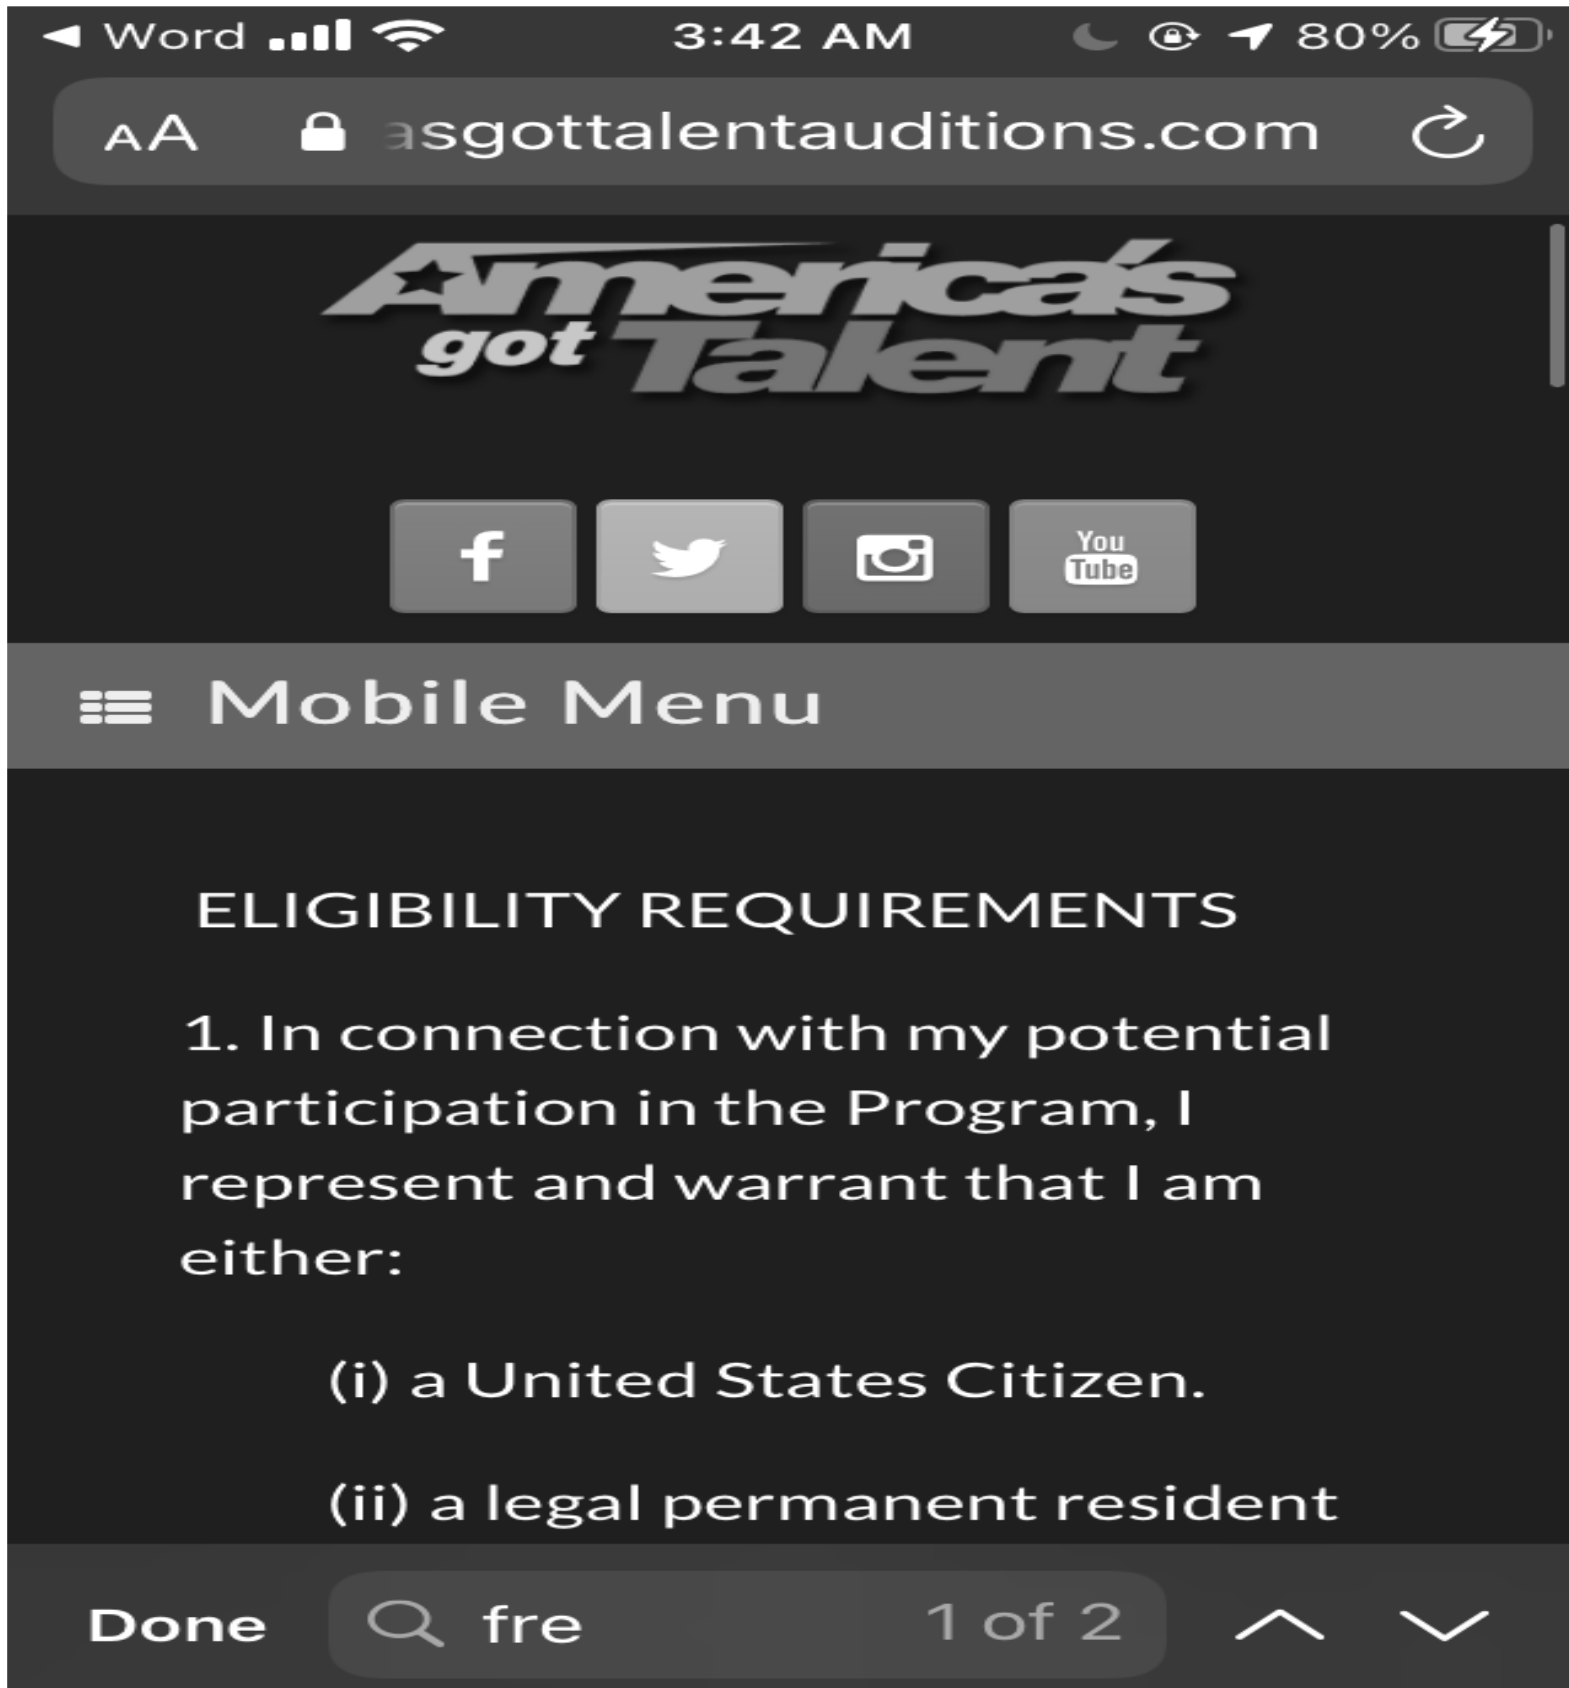 Word 3:42 AM 80%
AA asgottalentauditions.com
America's
got Talent
f You
Tube
Mobile Menu
ELIGIBILITY REQUIREMENTS
1. In connection with my potential
participation in the Program, I
represent and warrant that I am
either:
(i) a United States Citizen.
(ii) a legal permanent resident
Done fre 1 of 2